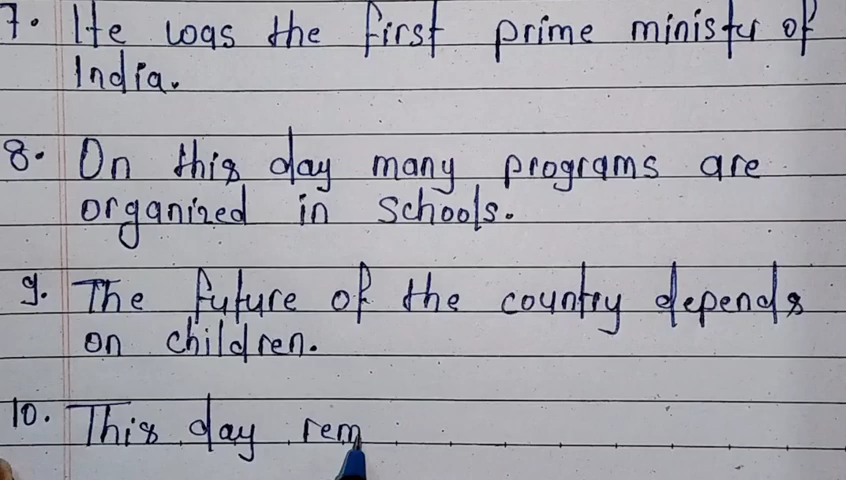 7. He was the first prime minister of
India.
8. On this day many programs are
organized in schools.
9. The future of the country depends
on children.
10. This day rem